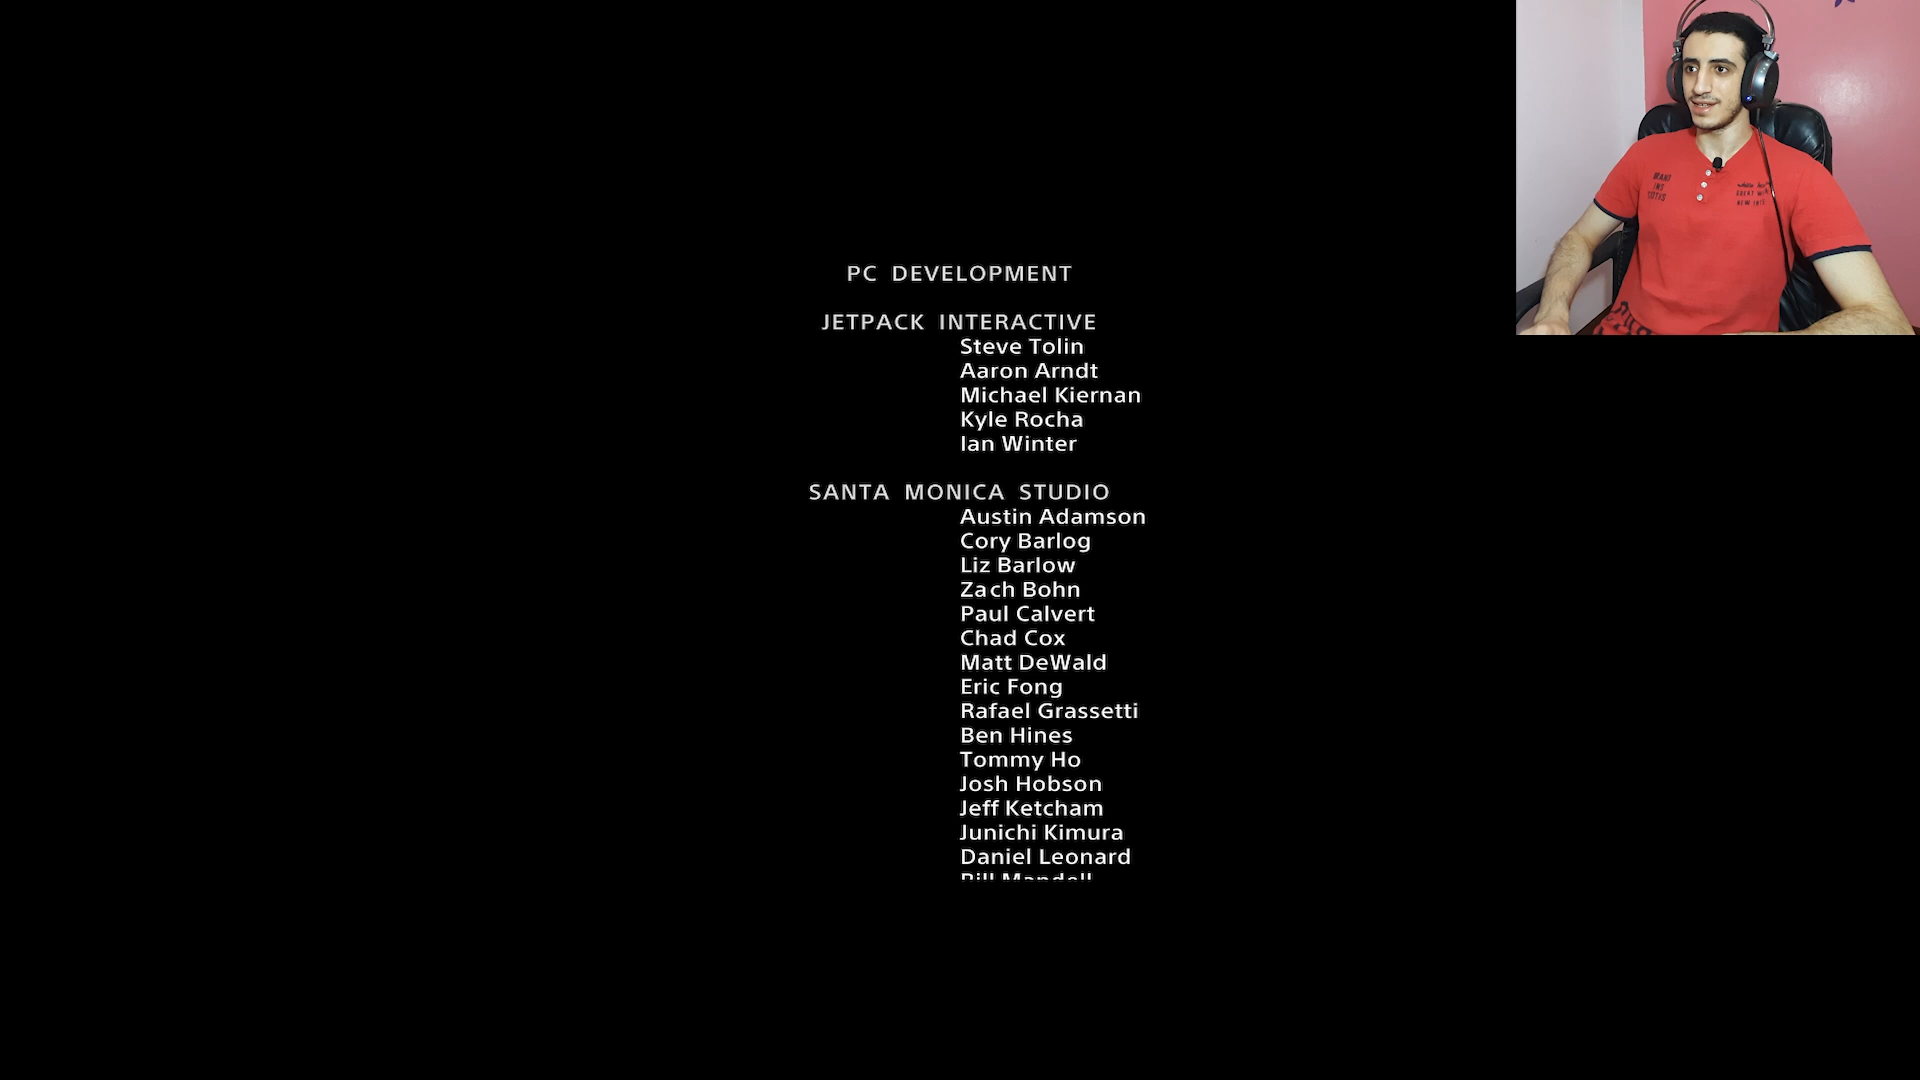 PC DEVELOPMENT
JETPACK INTERACTIVE
Steve Tolin
Aaron Arndt
Michael Kiernan
Kyle Rocha
Ian Winter
SANTA MONICA STUDIO
Austin Adamson
Cory Barlog
Liz Barlow
Zach Bohn
Paul Calvert
Chad Cox
Matt DeWald
Eric Fong
Rafael Grassetti
Ben Hines
Tommy Ho
Josh Hobson
Jeff Ketcham
Junichi Kimura
Daniel Leonard
Bill Mandell